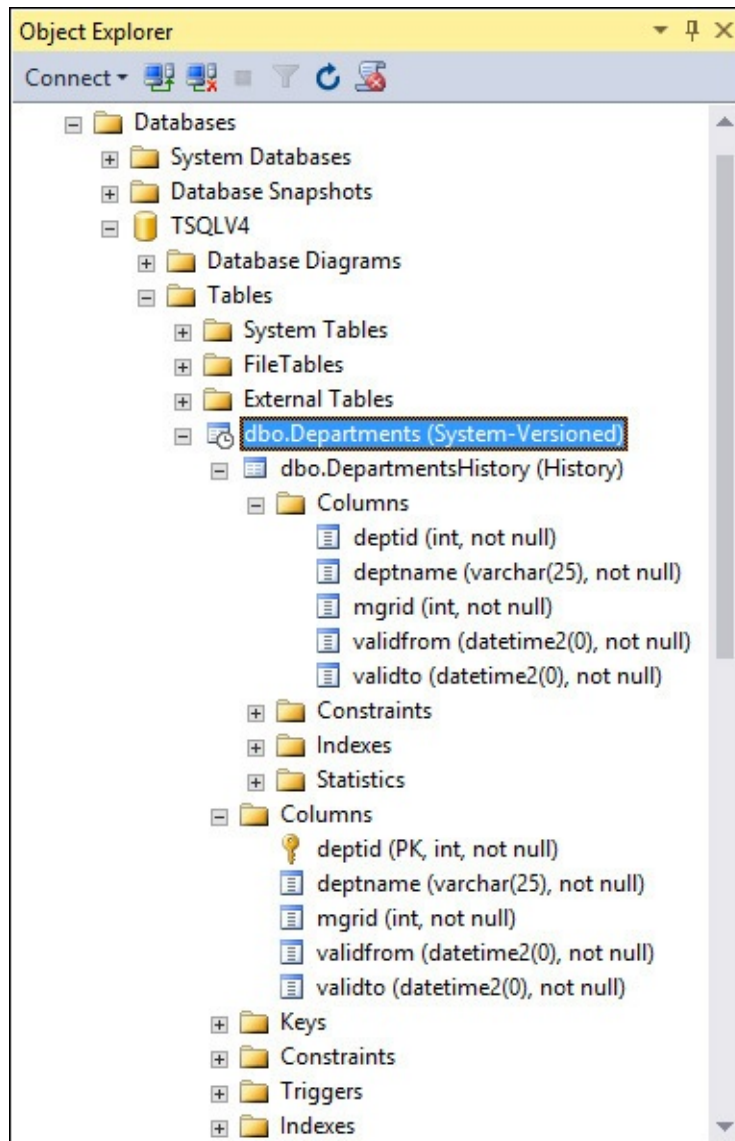 Object Explorer
Connect
Databases
System Databases
Database Snapshots
TSQLV4
Database Diagrams
Tables
System Tables
FileTables
External Tables
dbo.Departments (System-Versioned)
dbo.DepartmentsHistory (History)
Columns
deptid (int, not null)
deptname (varchar(25), not null)
mgrid (int, not null)
validfrom (datetime2(0), not null)
validto (datetime2(0), not null)
Constraints
Indexes
Statistics
Columns
deptid (PK, int, not null)
deptname (varchar(25), not null)
mgrid (int, not null)
validfrom (datetime2(0), not null)
validto (datetime2(0), not null)
Keys
Constraints
Triggers
Indexes